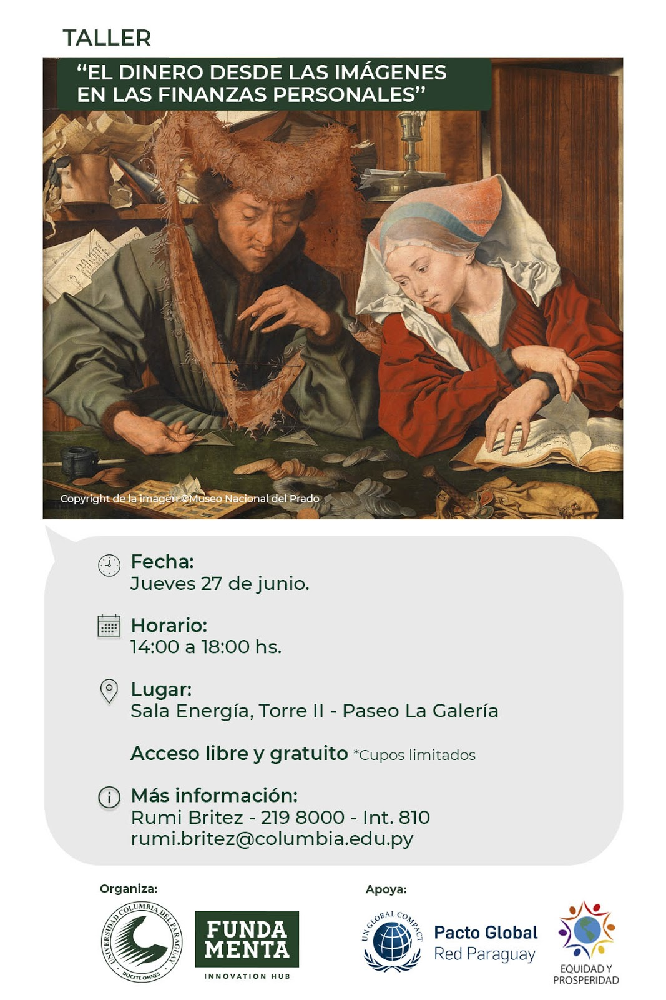 TALLER
“EL DINERO DESDE LAS IMÁGENES
EN LAS FINANZAS PERSONALES”
Copyright de la imagen ©Museo Nacional del Prado
Fecha:
Jueves 27 de junio.
Horario:
14:00 a 18:00 hs.
Lugar:
Sala Energía, Torre II - Paseo La Galería
Acceso libre y gratuito *Cupos limitados
Más información:
Rumi Britez - 219 8000 - Int. 810
rumi.britez@columbia.edu.py
Organiza:
Apoya:
UNIVERSIDAD COLUMBIA DEL PARAGUAY
DOCETE OMNES
FUNDA
MENTA
INNOVATION HUB
UN GLOBAL COMPACT
Pacto Global
Red Paraguay
EQUIDAD Y
PROSPERIDAD